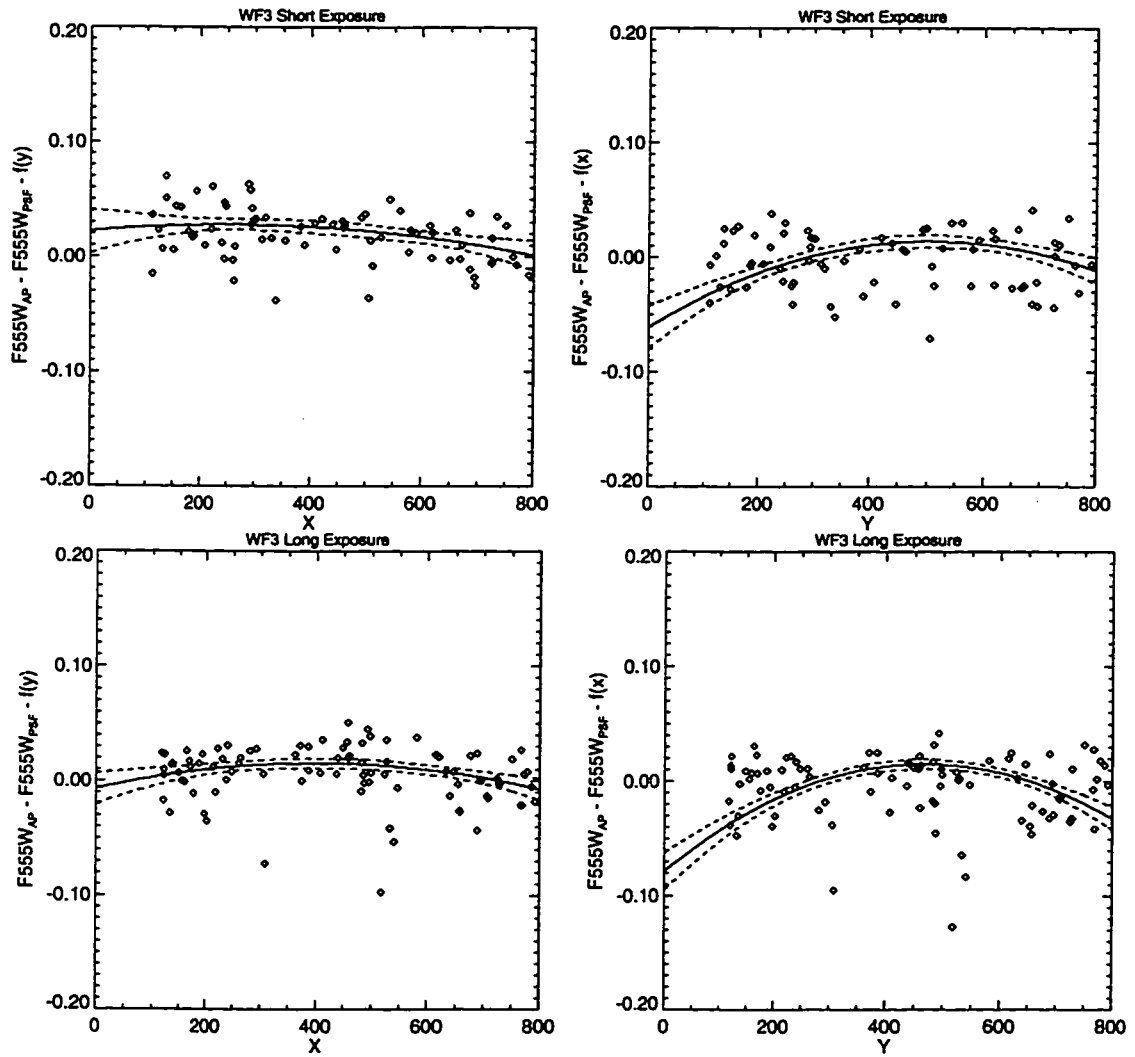 WF3 Short Exposure
0.20
0.10
0.00
-0.10
-0.20
F555W_AP - F555W_PSF - f(y)
0 200 400 600 800
X
WF3 Short Exposure
0.20
0.10
0.00
-0.10
-0.20
F555W_AP - F555W_PSF - f(x)
0 200 400 600 800
Y
WF3 Long Exposure
0.20
0.10
0.00
-0.10
-0.20
F555W_AP - F555W_PSF - f(y)
0 200 400 600 800
X
WF3 Long Exposure
0.20
0.10
0.00
-0.10
-0.20
F555W_AP - F555W_PSF - f(x)
0 200 400 600 800
Y